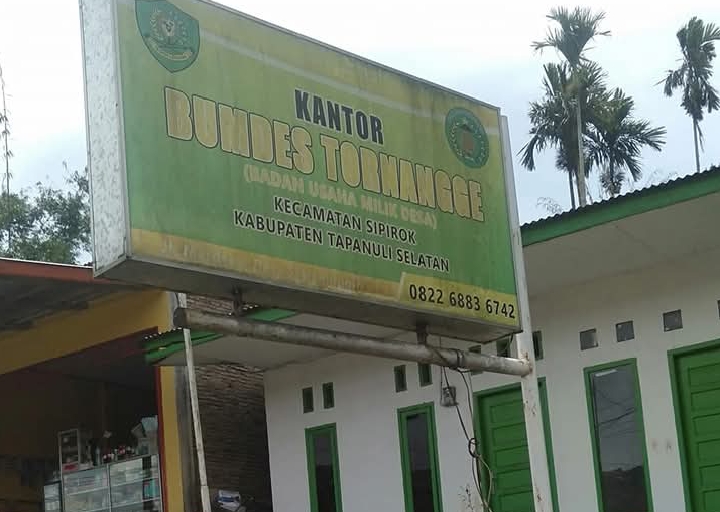 KANTOR
BUMDES TORNANGGE
(BADAN USAHA MILIK DESA)
KECAMATAN SIPIROK
KABUPATEN TAPANULI SELATAN
0822 6883 6742